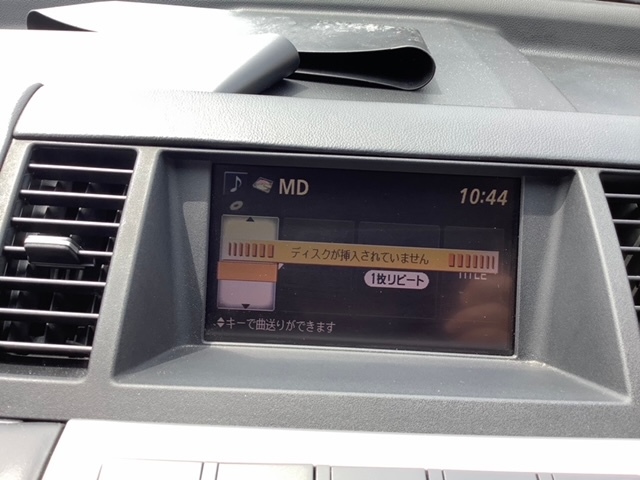 MD
10:44
ディスクが挿入されていません
TITLE
1枚リピート
キーで曲送りができます